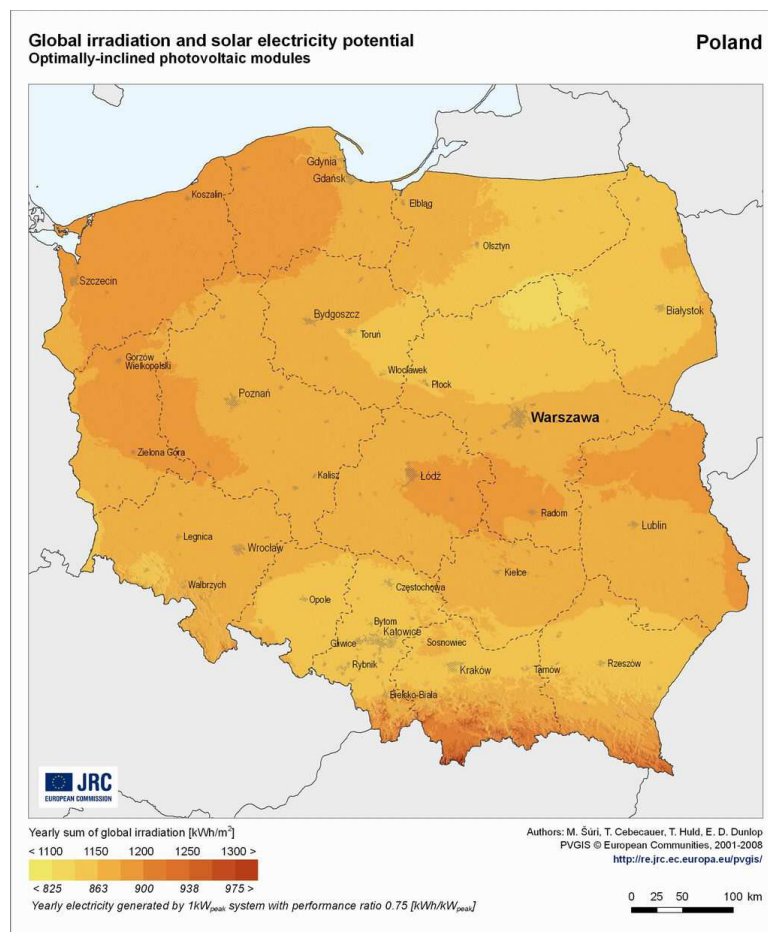 Global irradiation and solar electricity potential
Optimally-inclined photovoltaic modules
Poland
Gdynia
Gdańsk
Koszalin
Elbląg
Olsztyn
Szczecin
Białystok
Bydgoszcz
Toruń
Gorzów
Wielkopolski
Włocławek
Płock
Poznań
Warszawa
Zielona Góra
Kalisz
Łódź
Radom
Lublin
Legnica
Wrocław
Kielce
Wałbrzych
Częstochowa
Opole
Bytom
Katowice
Gliwice
Sosnowiec
Rybnik
Kraków
Tarnów
Rzeszów
Bielsko-Biała
JRC
EUROPEAN COMMISSION
Yearly sum of global irradiation [kWh/m²]
< 1100 1150 1200 1250 1300 >
< 825 863 900 938 975 >
Yearly electricity generated by 1kWpeak system with performance ratio 0.75 [kWh/kWpeak]
Authors: M. Šúri, T. Cebecauer, T. Huld, E. D. Dunlop
PVGIS © European Communities, 2001-2008
http://re.jrc.ec.europa.eu/pvgis/
0 25 50 75 100 km